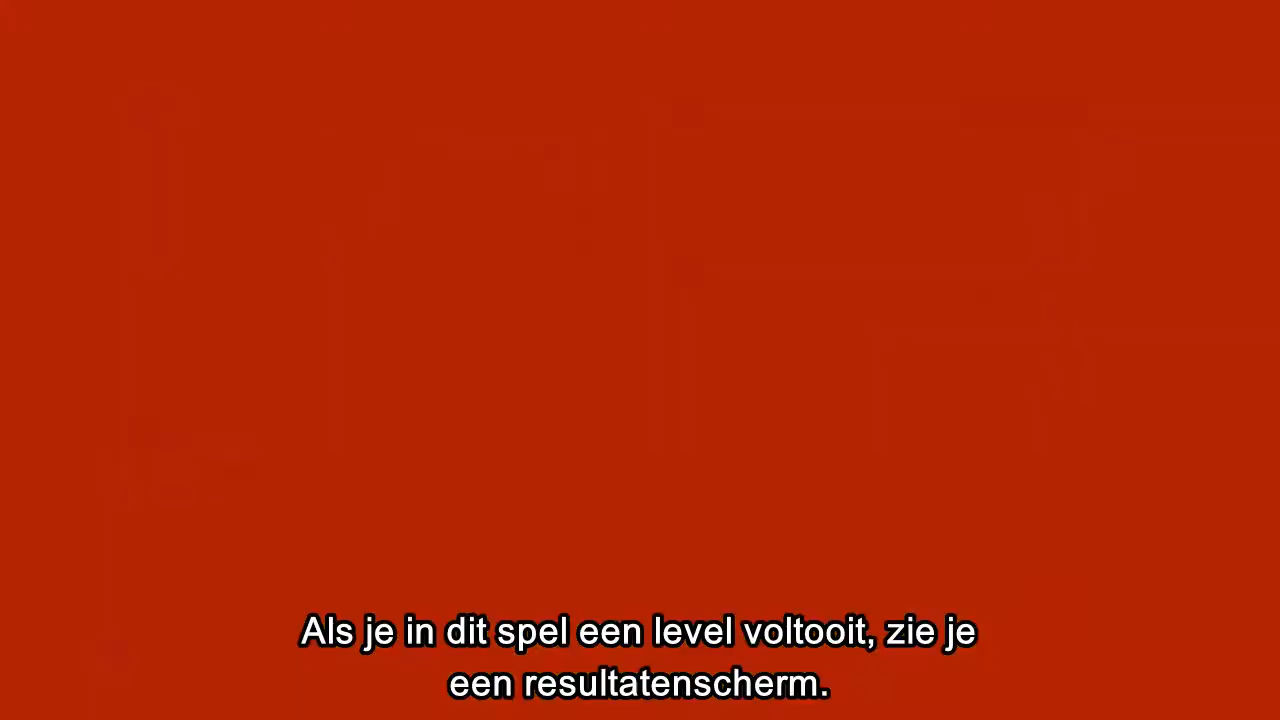 Als je in dit spel een level voltooit, zie je
een resultatenscherm.